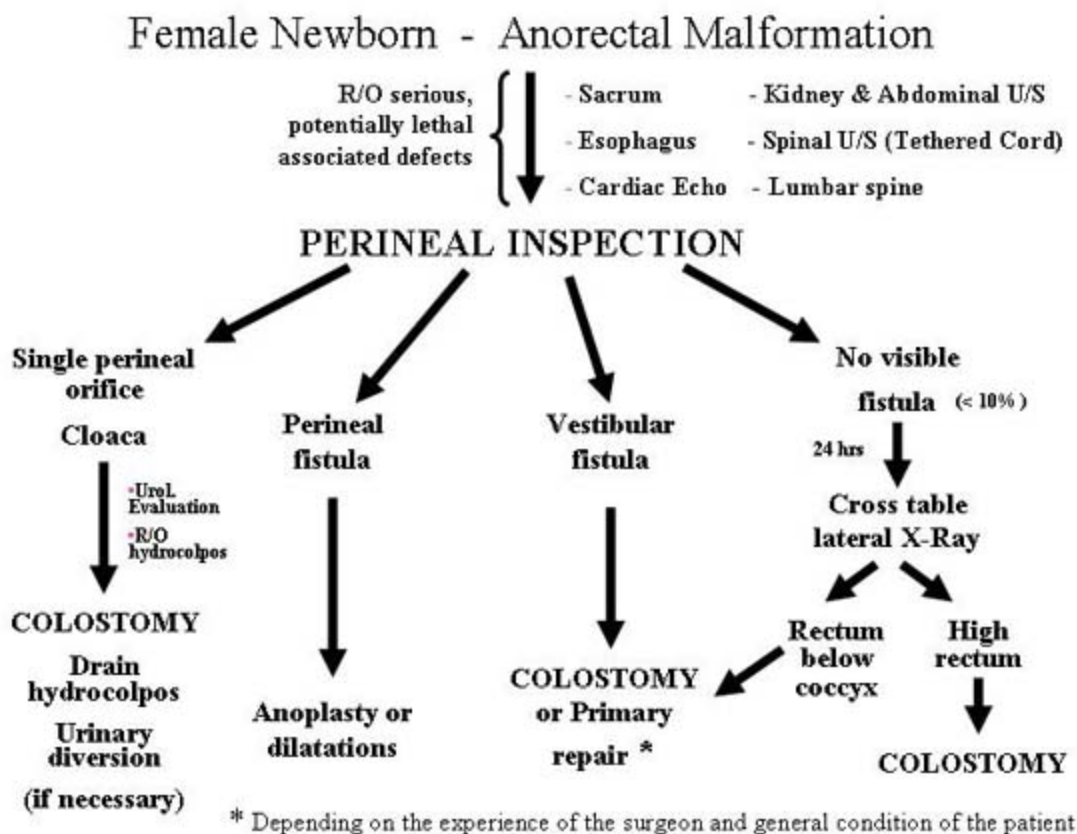 Female Newborn - Anorectal Malformation
R/O serious,
potentially lethal
associated defects
- Sacrum
- Esophagus
- Cardiac Echo
- Kidney & Abdominal U/S
- Spinal U/S (Tethered Cord)
- Lumbar spine
PERINEAL INSPECTION
Single perineal
orifice
Cloaca
•Urol.
Evaluation
•R/O
hydrocolpos
COLOSTOMY
Drain
hydrocolpos
Urinary
diversion
(if necessary)
Perineal
fistula
Anoplasty or
dilatations
Vestibular
fistula
COLOSTOMY
or Primary
repair *
No visible
fistula (< 10%)
24 hrs
Cross table
lateral X-Ray
Rectum
below
coccyx
High
rectum
COLOSTOMY
* Depending on the experience of the surgeon and general condition of the patient